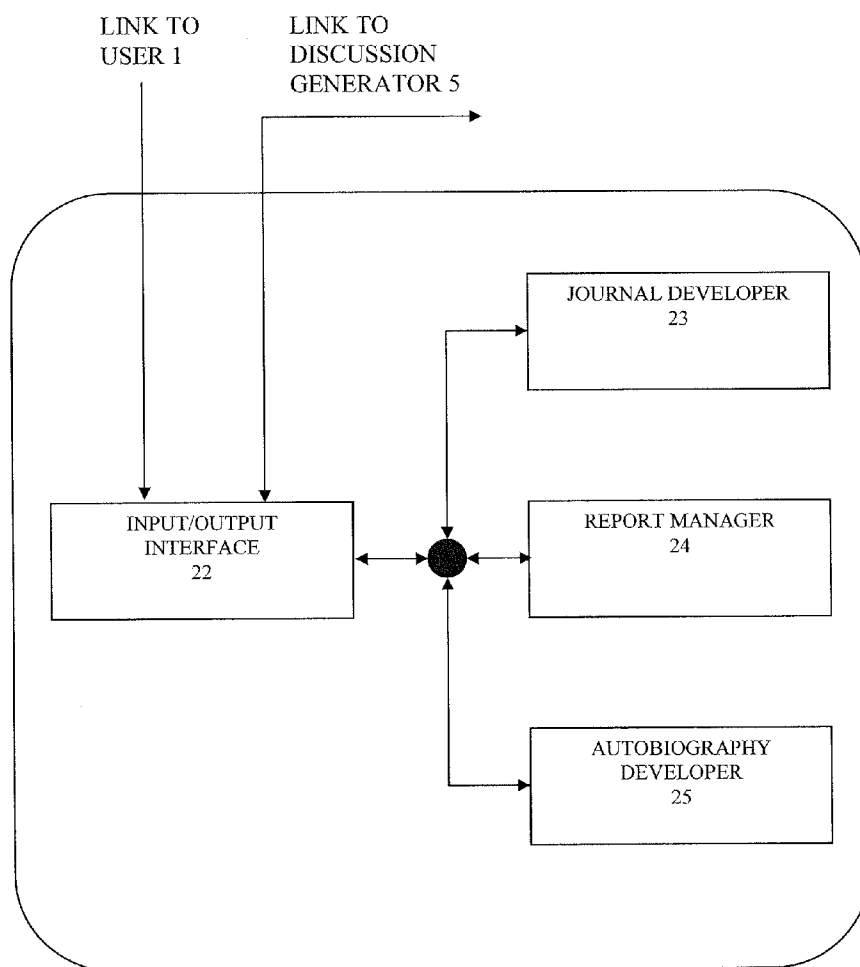 LINK TO
USER 1
LINK TO
DISCUSSION
GENERATOR 5
JOURNAL DEVELOPER
23
INPUT/OUTPUT
INTERFACE
22
REPORT MANAGER
24
AUTOBIOGRAPHY
DEVELOPER
25